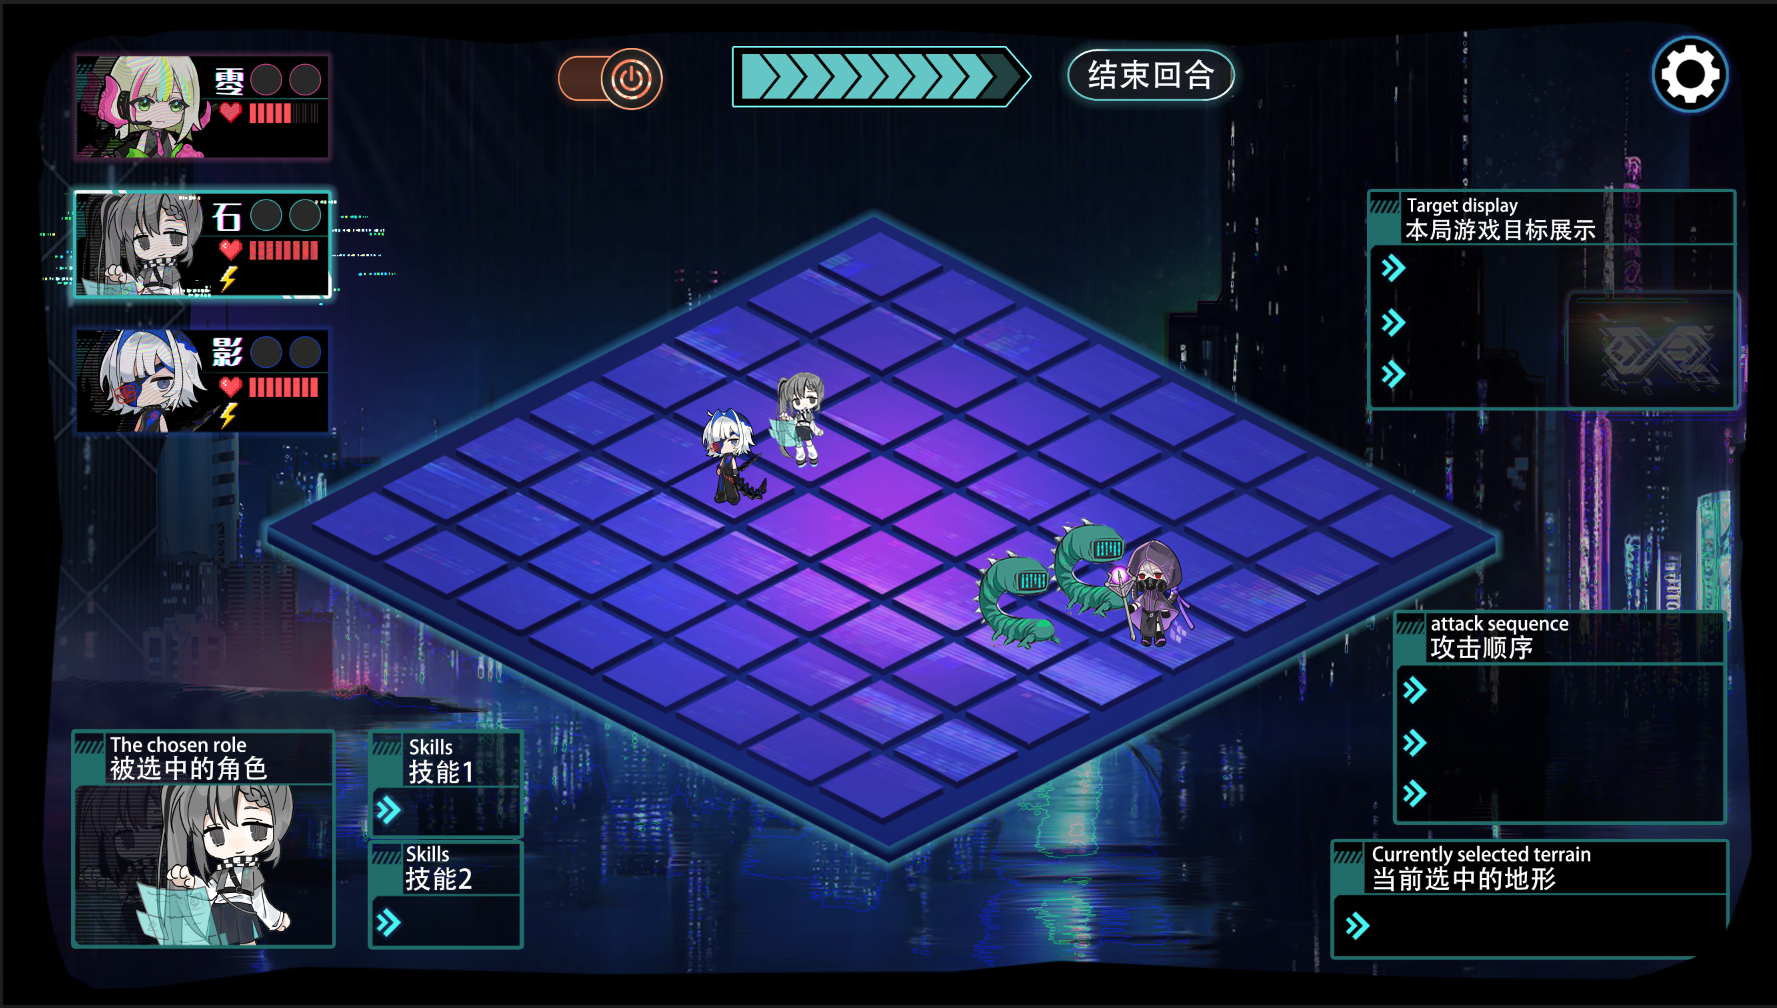 零
石
影
结束回合
Target display
本局游戏目标展示
attack sequence
攻击顺序
The chosen role
被选中的角色
Skills
技能1
Skills
技能2
Currently selected terrain
当前选中的地形